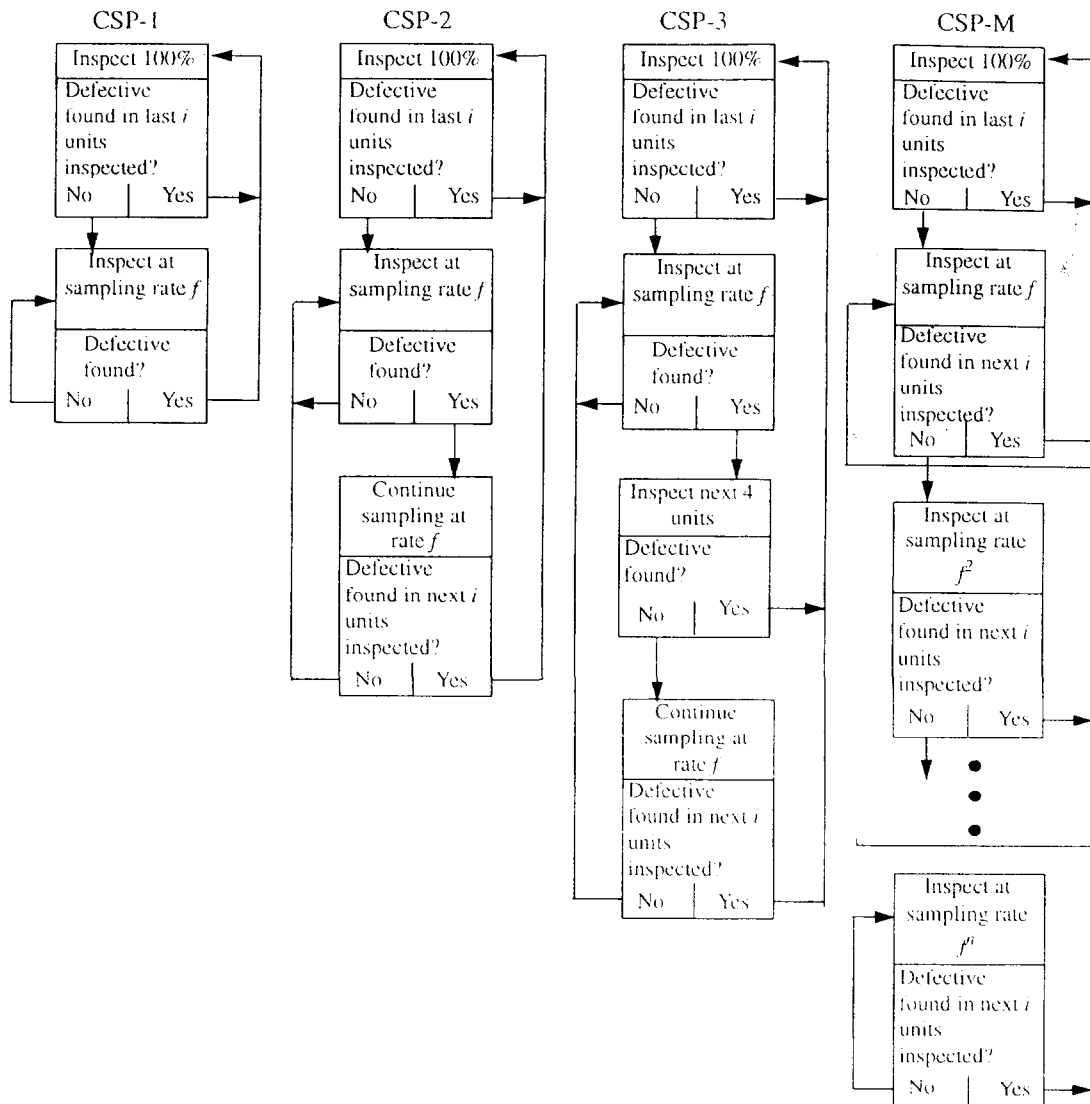 CSP-1
Inspect 100%
Defective
found in last i
units
inspected?
No Yes
Inspect at
sampling rate f
Defective
found?
No Yes
CSP-2
Inspect 100%
Defective
found in last i
units
inspected?
No Yes
Inspect at
sampling rate f
Defective
found?
No Yes
Continue
sampling at
rate f
Defective
found in next i
units
inspected?
No Yes
CSP-3
Inspect 100%
Defective
found in last i
units
inspected?
No Yes
Inspect at
sampling rate f
Defective
found?
No Yes
Inspect next 4
units
Defective
found?
No Yes
Continue
sampling at
rate f
Defective
found in next i
units
inspected?
No Yes
CSP-M
Inspect 100%
Defective
found in last i
units
inspected?
No Yes
Inspect at
sampling rate f
Defective
found in next i
units
inspected?
No Yes
Inspect at
sampling rate
f²
Defective
found in next i
units
inspected?
No Yes
Inspect at
sampling rate
fⁿ
Defective
found in next i
units
inspected?
No Yes